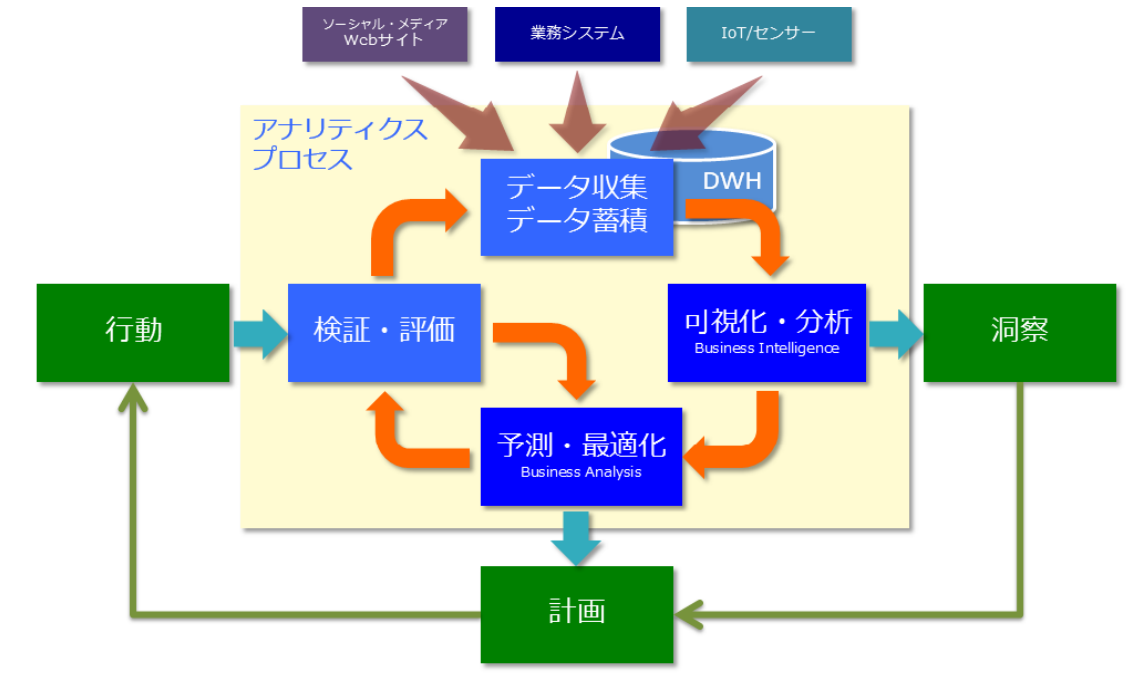 ソーシャル・メディア
Webサイト
業務システム
IoT/センサー
アナリティクス
プロセス
データ収集
データ蓄積
DWH
行動
検証・評価
可視化・分析
Business Intelligence
洞察
予測・最適化
Business Analysis
計画